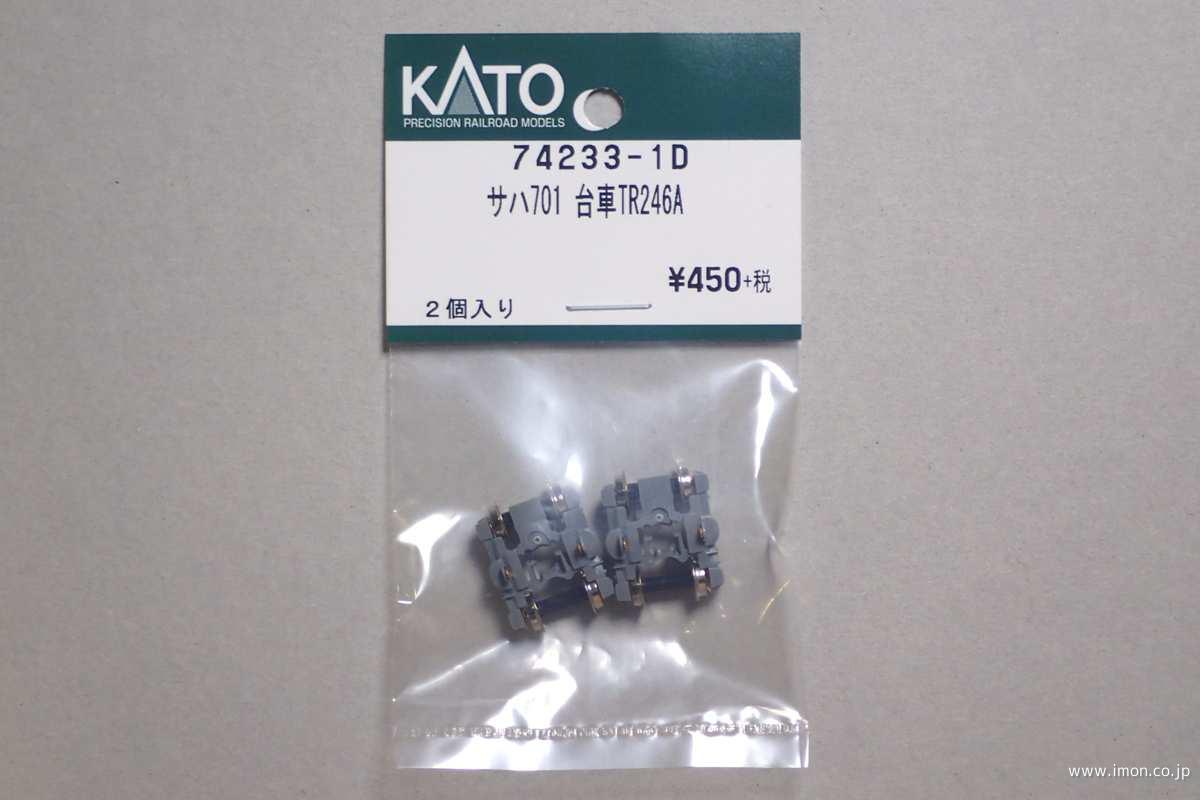 KATO
PRECISION RAILROAD MODELS
74233-1D
サハ701 台車TR246A
¥450+税
2個入り
www.imon.co.jp